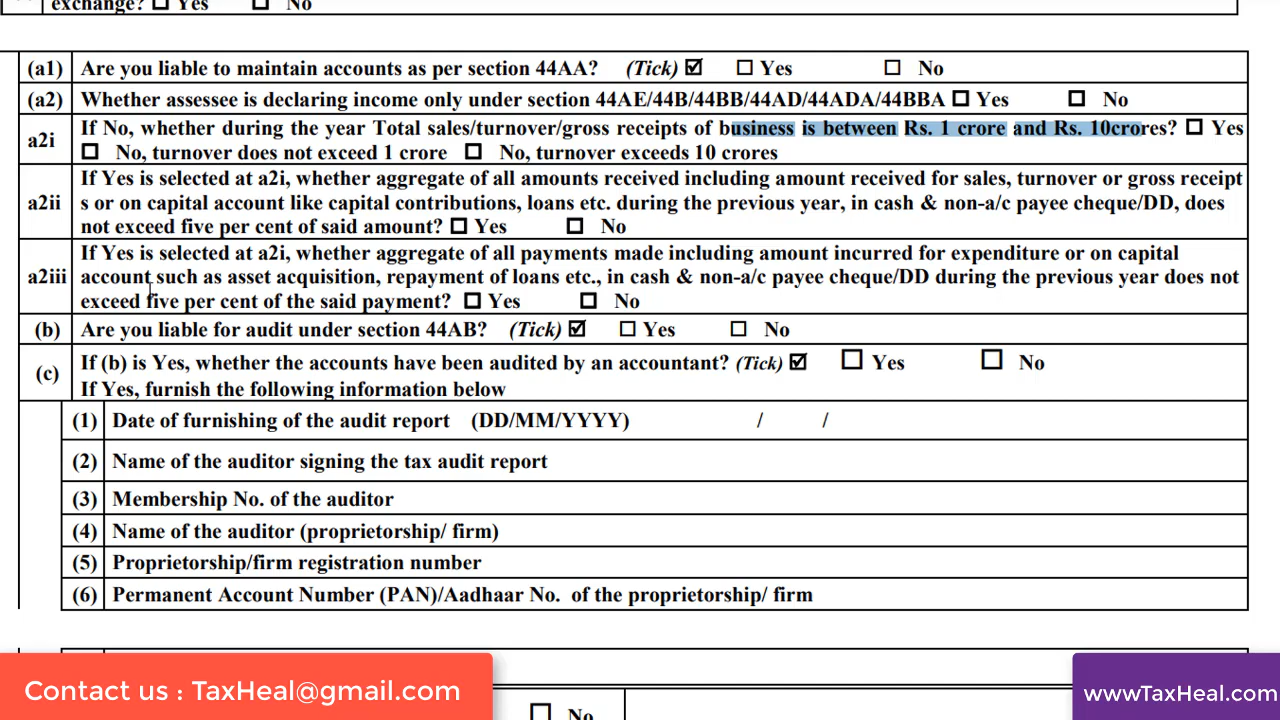 exchange? ☐ Yes ☐ No
(a1) Are you liable to maintain accounts as per section 44AA? (Tick) ☑ ☐ Yes ☐ No
(a2) Whether assessee is declaring income only under section 44AE/44B/44BB/44AD/44ADA/44BBA ☐ Yes ☐ No
a2i If No, whether during the year Total sales/turnover/gross receipts of business is between Rs. 1 crore and Rs. 10crores? ☐ Yes
☐ No, turnover does not exceed 1 crore ☐ No, turnover exceeds 10 crores
a2ii If Yes is selected at a2i, whether aggregate of all amounts received including amount received for sales, turnover or gross receipt
s or on capital account like capital contributions, loans etc. during the previous year, in cash & non-a/c payee cheque/DD, does
not exceed five per cent of said amount? ☐ Yes ☐ No
a2iii If Yes is selected at a2i, whether aggregate of all payments made including amount incurred for expenditure or on capital
account such as asset acquisition, repayment of loans etc., in cash & non-a/c payee cheque/DD during the previous year does not
exceed five per cent of the said payment? ☐ Yes ☐ No
(b) Are you liable for audit under section 44AB? (Tick) ☑ ☐ Yes ☐ No
(c) If (b) is Yes, whether the accounts have been audited by an accountant? (Tick) ☑ ☐ Yes ☐ No
If Yes, furnish the following information below
(1) Date of furnishing of the audit report (DD/MM/YYYY) / /
(2) Name of the auditor signing the tax audit report
(3) Membership No. of the auditor
(4) Name of the auditor (proprietorship/ firm)
(5) Proprietorship/firm registration number
(6) Permanent Account Number (PAN)/Aadhaar No. of the proprietorship/ firm
Contact us : TaxHeal@gmail.com
www.TaxHeal.com
☐ No